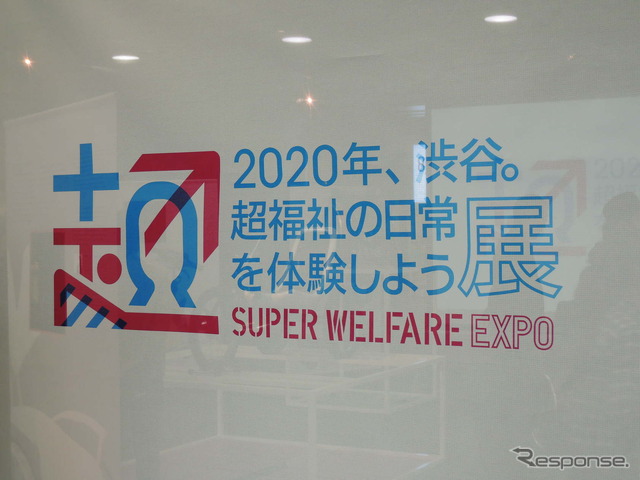 超
2020年、渋谷。
超福祉の日常
を体験しよう展
SUPER WELFARE EXPO
Response.